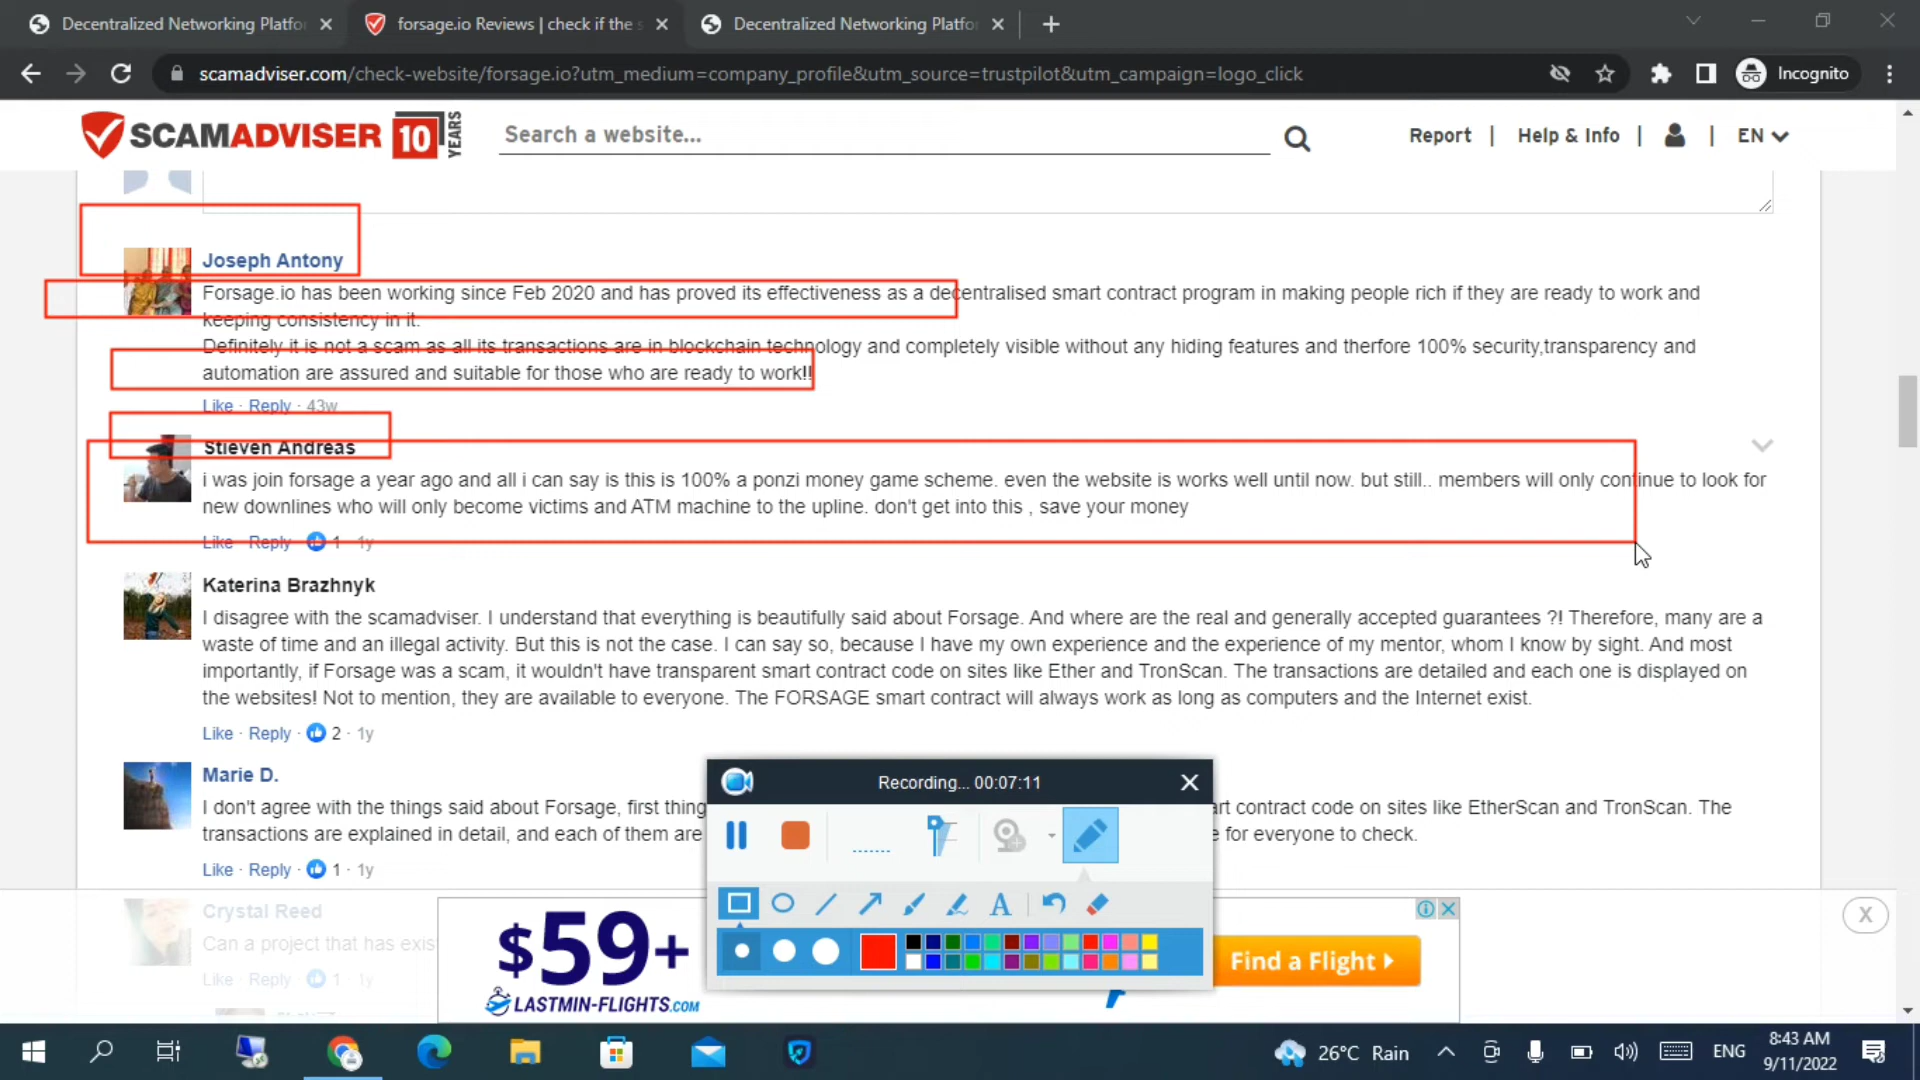 Decentralized Networking Platfo
forsage.io Reviews | check if the s
Decentralized Networking Platfo
scamadviser.com/check-website/forsage.io?utm_medium=company_profile&utm_source=trustpilot&utm_campaign=logo_click
Incognito
SCAMADVISER 10 YEARS
Search a website...
Report | Help & Info | | EN
Joseph Antony
Forsage.io has been working since Feb 2020 and has proved its effectiveness as a decentralised smart contract program in making people rich if they are ready to work and
keeping consistency in it.
Definitely it is not a scam as all its transactions are in blockchain technology and completely visible without any hiding features and therfore 100% security,transparency and
automation are assured and suitable for those who are ready to work!!
Like · Reply · 43w
Stieven Andreas
i was join forsage a year ago and all i can say is this is 100% a ponzi money game scheme. even the website is works well until now. but still.. members will only continue to look for
new downlines who will only become victims and ATM machine to the upline. don't get into this , save your money
Like · Reply · 1 · 1y
Katerina Brazhnyk
I disagree with the scamadviser. I understand that everything is beautifully said about Forsage. And where are the real and generally accepted guarantees ?! Therefore, many are a
waste of time and an illegal activity. But this is not the case. I can say so, because I have my own experience and the experience of my mentor, whom I know by sight. And most
importantly, if Forsage was a scam, it wouldn't have transparent smart contract code on sites like Ether and TronScan. The transactions are detailed and each one is displayed on
the websites! Not to mention, they are available to everyone. The FORSAGE smart contract will always work as long as computers and the Internet exist.
Like · Reply · 2 · 1y
Marie D.
I don't agree with the things said about Forsage, first thing art contract code on sites like EtherScan and TronScan. The
transactions are explained in detail, and each of them are e for everyone to check.
Like · Reply · 1 · 1y
Crystal Reed
Can a project that has exis
Like · Reply · 1 · 1y
Recording... 00:07:11
A
$59+
LASTMIN-FLIGHTS.COM
Find a Flight
X
26°C Rain
ENG
8:43 AM
9/11/2022